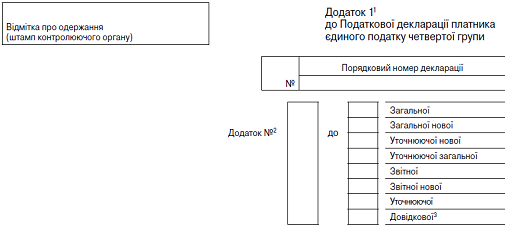 Відмітка про одержання
(штамп контролюючого органу)
Додаток 1¹
до Податкової декларації платника
єдиного податку четвертої групи
№
Порядковий номер декларації
Додаток №²
до
Загальної
Загальної нової
Уточнюючої нової
Уточнюючої загальної
Звітної
Звітної нової
Уточнюючої
Довідкової³